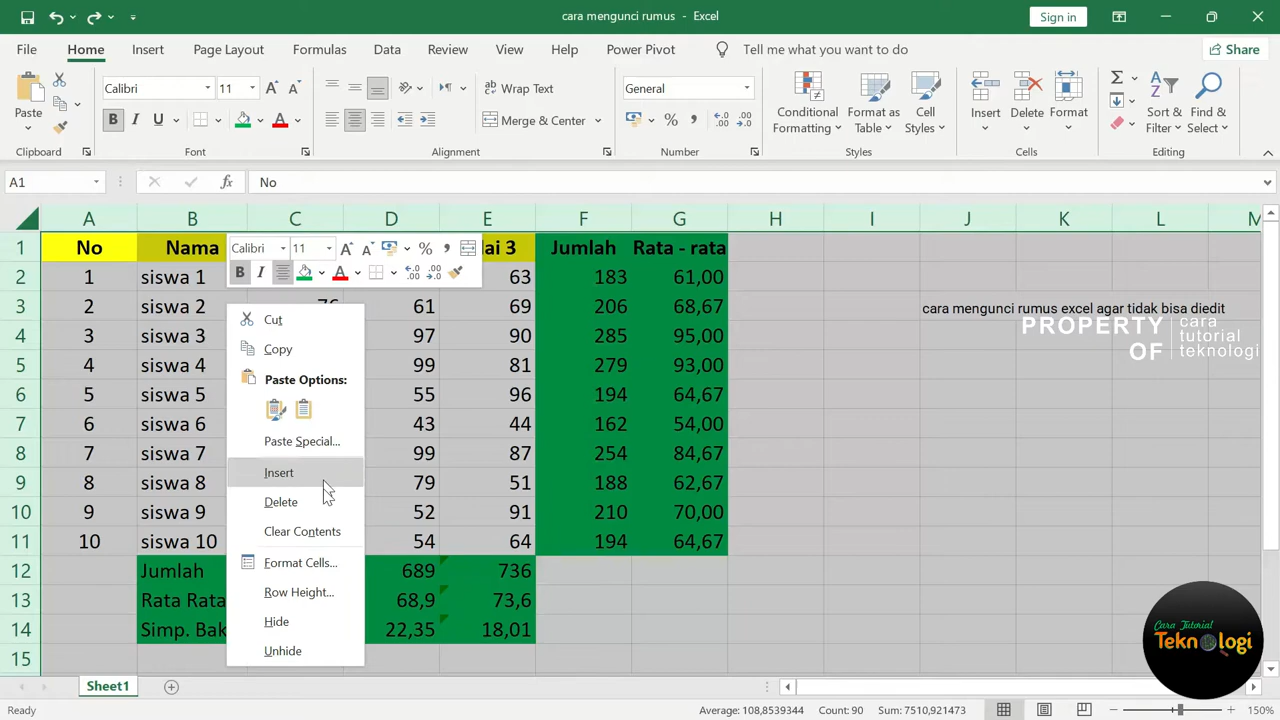 cara mengunci rumus - Excel
Sign in
File Home Insert Page Layout Formulas Data Review View Help Power Pivot Tell me what you want to do Share
Paste
Calibri 11
Wrap Text
General
B I U
Merge & Center
Conditional Formatting
Format as Table
Cell Styles
Insert Delete Format
Sort & Filter
Find & Select
Clipboard Font Alignment Number Styles Cells Editing
A1 fx No
A B C D E F G H I J K L M
1 No Nama lai 3 Jumlah Rata - rata
Calibri 11
B I
2 1 siswa 1 63 183 61,00
3 2 siswa 2 76 61 69 206 68,67 cara mengunci rumus excel agar tidak bisa diedit
4 3 siswa 3 97 90 285 95,00
5 4 siswa 4 99 81 279 93,00
6 5 siswa 5 55 96 194 64,67
7 6 siswa 6 43 44 162 54,00
8 7 siswa 7 99 87 254 84,67
9 8 siswa 8 79 51 188 62,67
10 9 siswa 9 52 91 210 70,00
11 10 siswa 10 54 64 194 64,67
12 Jumlah 689 736
13 Rata Rata 68,9 73,6
14 Simp. Bak 22,35 18,01
15
Cut
Copy
Paste Options:
Paste Special...
Insert
Delete
Clear Contents
Format Cells...
Row Height...
Hide
Unhide
PROPERTY OF
cara
tutorial
teknologi
Cara Tutorial
Teknologi
Sheet1
Ready Average: 108,8539344 Count: 90 Sum: 7510,921473 150%